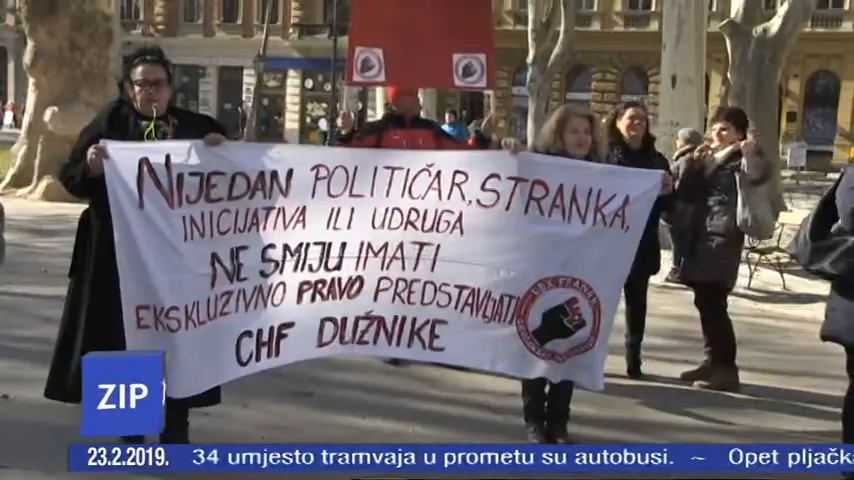 NIJEDAN POLITIČAR, STRANKA,
INICIJATIVA ILI UDRUGA
NE SMIJU IMATI
EKSKLUZIVNO PRAVO PREDSTAVLJATI
CHF DUŽNIKE
ZIP
23.2.2019. 34 umjesto tramvaja u prometu su autobusi. ~ Opet pljačk